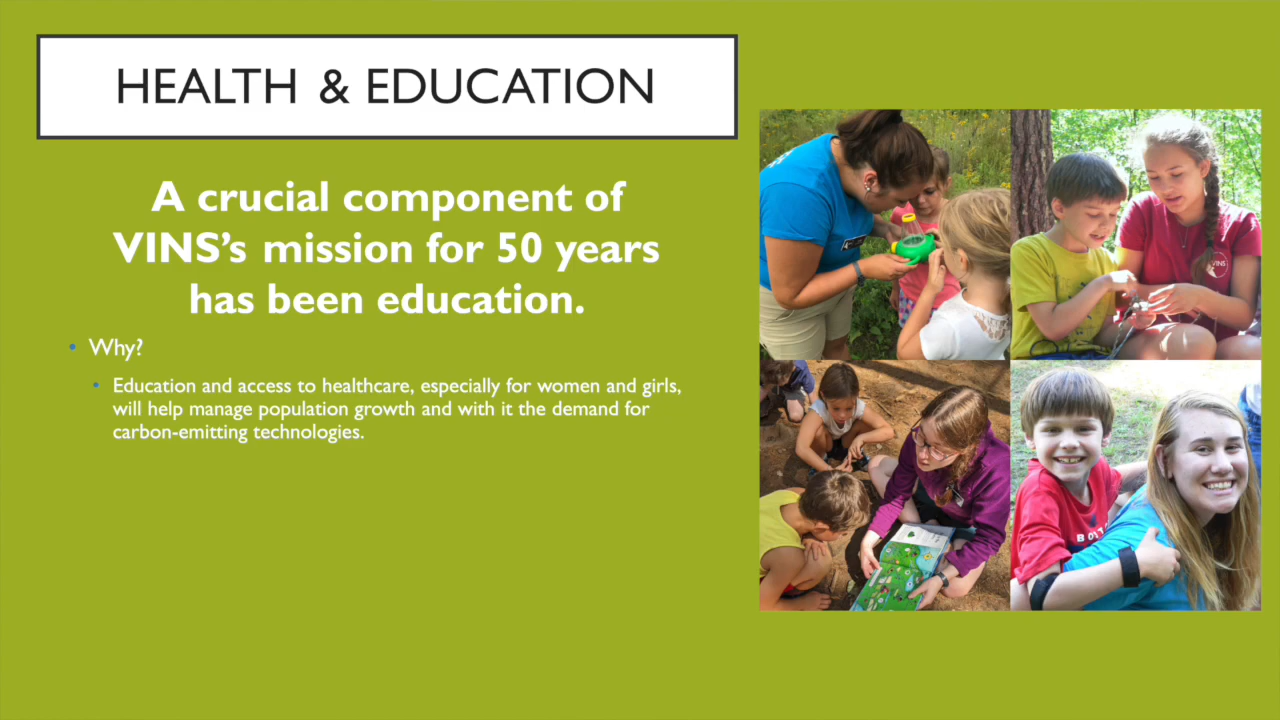 HEALTH & EDUCATION
A crucial component of
VINS's mission for 50 years
has been education.
• Why?
• Education and access to healthcare, especially for women and girls,
will help manage population growth and with it the demand for
carbon-emitting technologies.
VINS